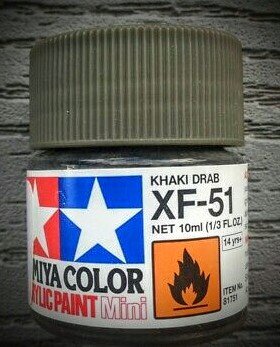 KHAKI DRAB
XF-51
NET 10ml (1/3 FL.OZ.)
14 yrs+
MIYA COLOR
YLIC PAINT Mini
ITEM No
81751